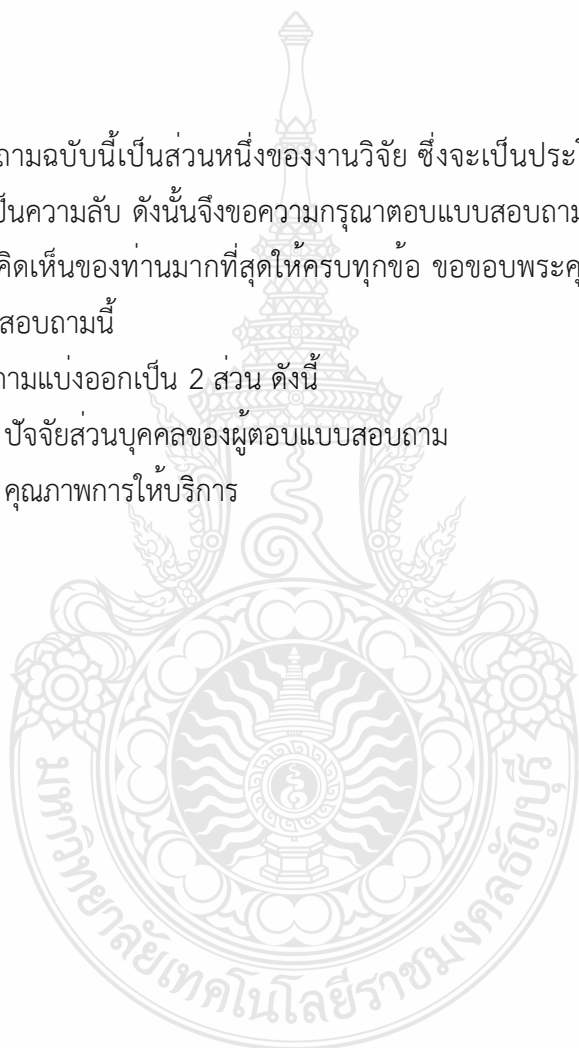 ถามฉบับนี้เป็นส่วนหนึ่งของงานวิจัย ซึ่งจะเป็นประโ
ป็นความลับ ดังนั้นจึงขอความกรุณาตอบแบบสอบถาม
คิดเห็นของท่านมากที่สุดให้ครบทุกข้อ ขอขอบพระคุ
สอบถามนี้
ามแบ่งออกเป็น 2 ส่วน ดังนี้
ปัจจัยส่วนบุคคลของผู้ตอบแบบสอบถาม
คุณภาพการให้บริการ
มหาวิทยาลัยเทคโนโลยีราชมงคลธัญบุรี